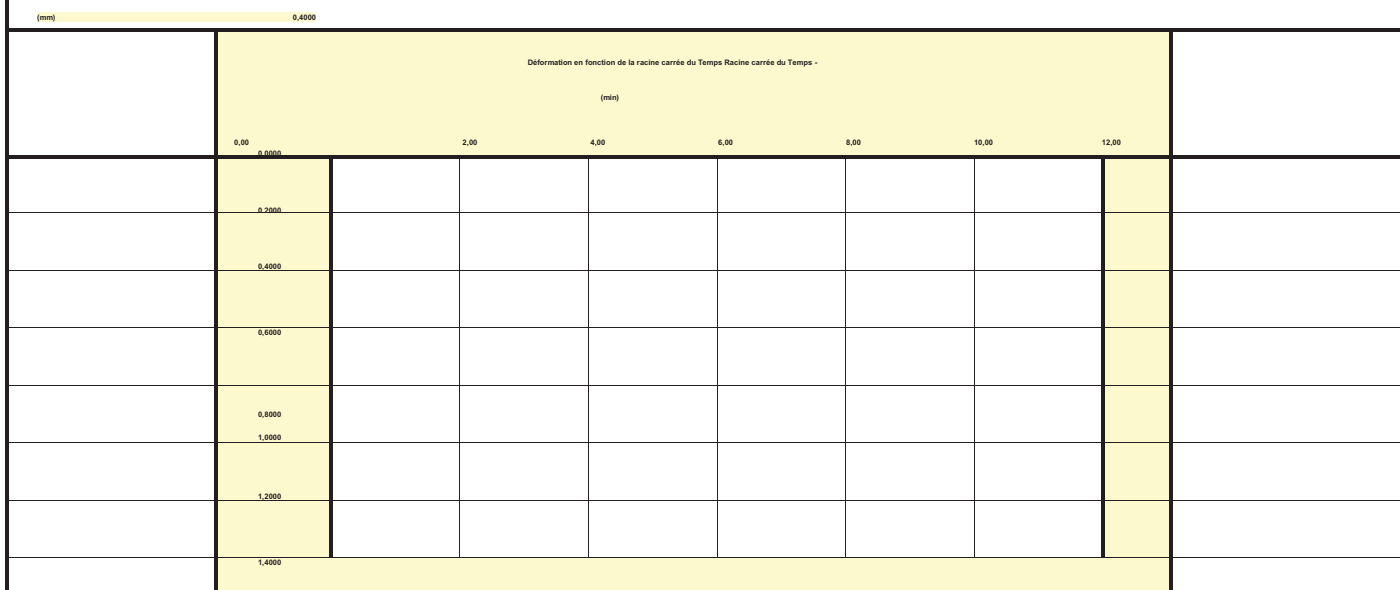 (mm) 0,4000
Déformation en fonction de la racine carrée du Temps Racine carrée du Temps -
(min)
0,00 2,00 4,00 6,00 8,00 10,00 12,00
0,0000
0,2000
0,4000
0,6000
0,8000
1,0000
1,2000
1,4000